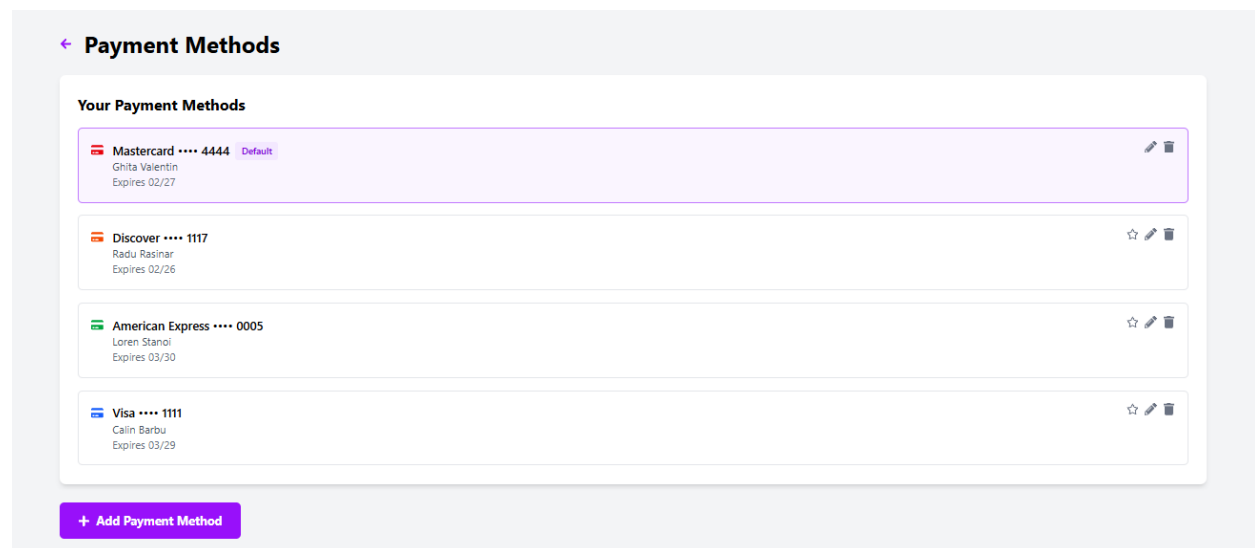 Payment Methods
Your Payment Methods
Mastercard •••• 4444 Default
Ghita Valentin
Expires 02/27
Discover •••• 1117
Radu Rasinar
Expires 02/26
American Express •••• 0005
Loren Stanoi
Expires 03/30
Visa •••• 1111
Calin Barbu
Expires 03/29
+ Add Payment Method